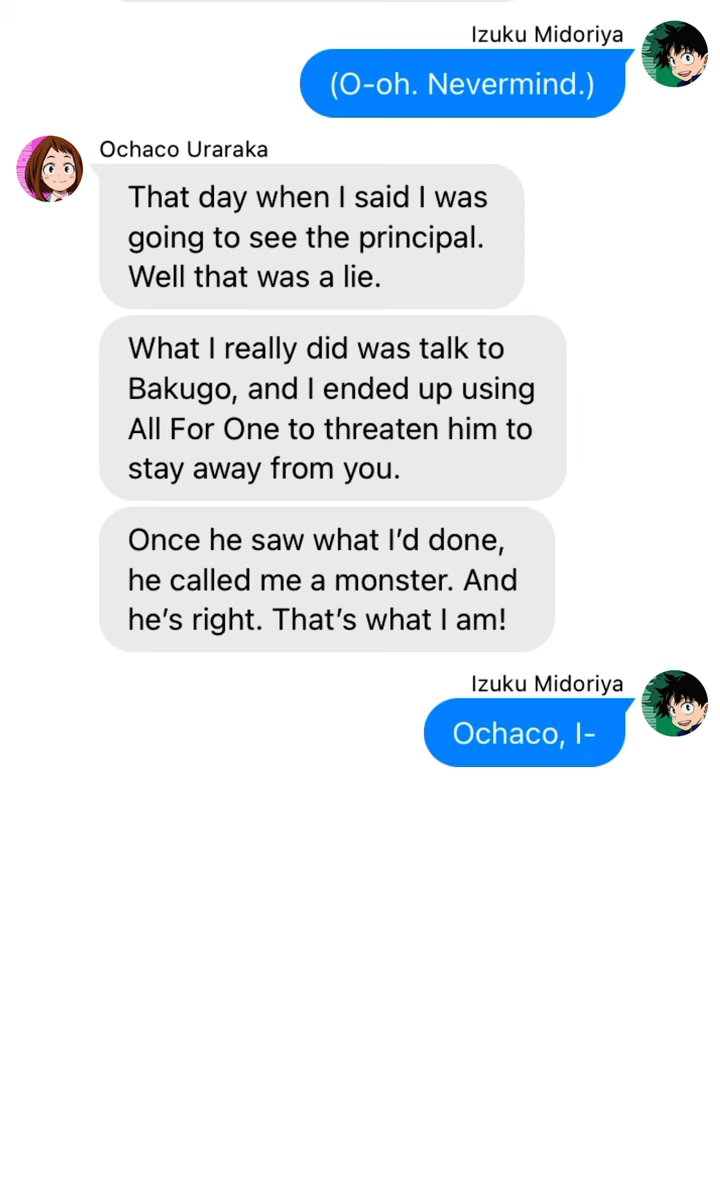 Izuku Midoriya
(O-oh. Nevermind.)
Ochaco Uraraka
That day when I said I was
going to see the principal.
Well that was a lie.
What I really did was talk to
Bakugo, and I ended up using
All For One to threaten him to
stay away from you.
Once he saw what I’d done,
he called me a monster. And
he’s right. That’s what I am!
Izuku Midoriya
Ochaco, I-